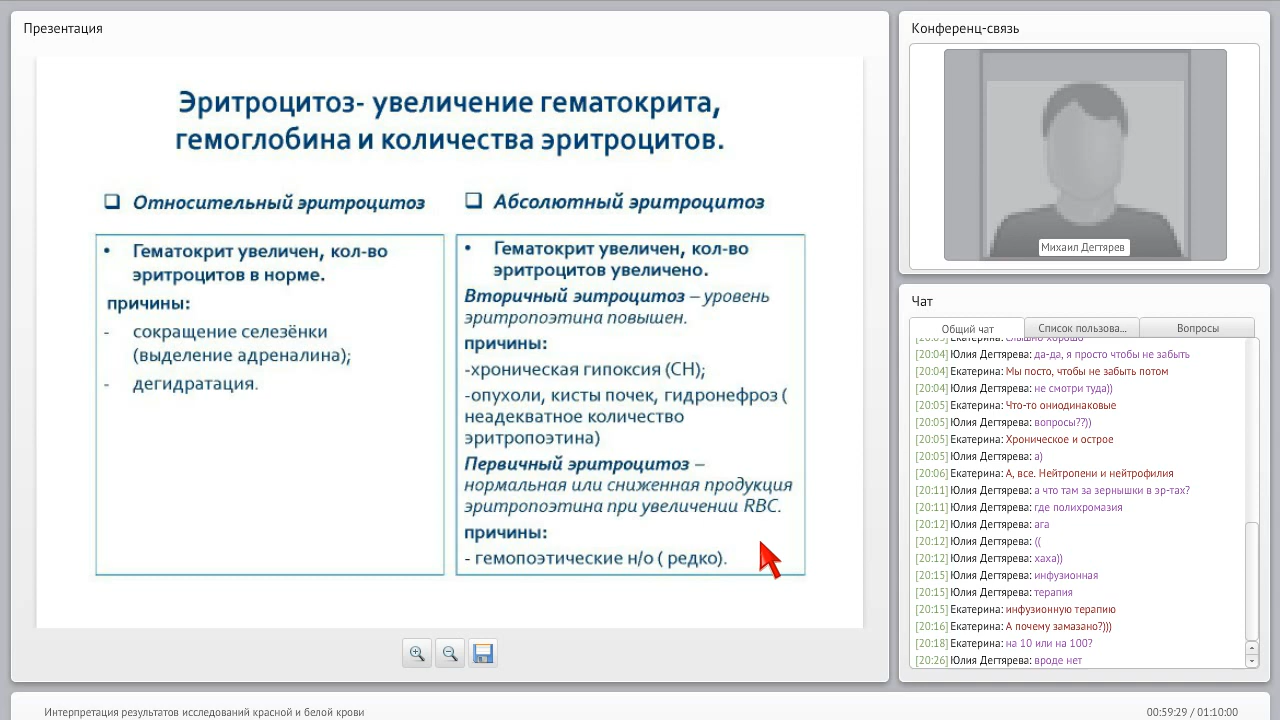 Презентация
Эритроцитоз- увеличение гематокрита,
гемоглобина и количества эритроцитов.
Относительный эритроцитоз
• Гематокрит увеличен, кол-во
эритроцитов в норме.
причины:
- сокращение селезёнки
(выделение адреналина);
- дегидратация.
Абсолютный эритроцитоз
• Гематокрит увеличен, кол-во
эритроцитов увеличено.
Вторичный эитроцитоз – уровень
эритропоэтина повышен.
причины:
-хроническая гипоксия (СН);
-опухоли, кисты почек, гидронефроз (
неадекватное количество
эритропоэтина)
Первичный эритроцитоз –
нормальная или сниженная продукция
эритропоэтина при увеличении RBC.
причины:
- гемопоэтические н/о ( редко).
Конференц-связь
Михаил Дегтярев
Чат
Общий чат
Список пользова...
Вопросы
[20:03] Екатерина: слышно хорошо
[20:04] Юлия Дегтярева: да-да, я просто чтобы не забыть
[20:04] Екатерина: Мы посто, чтобы не забыть потом
[20:04] Юлия Дегтярева: не смотри туда))
[20:05] Екатерина: Что-то ониодинаковые
[20:05] Юлия Дегтярева: вопросы??))
[20:05] Екатерина: Хроническое и острое
[20:05] Юлия Дегтярева: а)
[20:06] Екатерина: А, все. Нейтропени и нейтрофилия
[20:11] Юлия Дегтярева: а что там за зернышки в эр-тах?
[20:11] Юлия Дегтярева: где полихромазия
[20:12] Юлия Дегтярева: ага
[20:12] Юлия Дегтярева: ((
[20:12] Юлия Дегтярева: хаха))
[20:15] Юлия Дегтярева: инфузионная
[20:15] Юлия Дегтярева: терапия
[20:15] Екатерина: инфузионную терапию
[20:16] Екатерина: А почему замазано?)))
[20:18] Екатерина: на 10 или на 100?
[20:26] Юлия Дегтярева: вроде нет
Интерпретация результатов исследований красной и белой крови
00:59:29 / 01:10:00